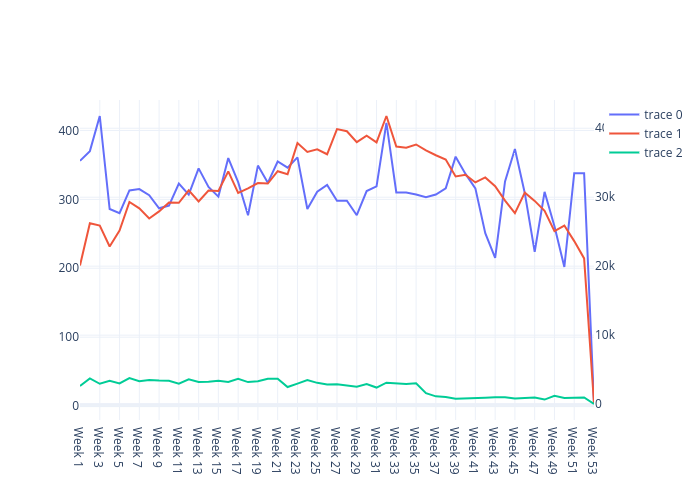 400
300
200
100
0
40
30k
20k
10k
0
trace 0
trace 1
trace 2
Week 1
Week 3
Week 5
Week 7
Week 9
Week 11
Week 13
Week 15
Week 17
Week 19
Week 21
Week 23
Week 25
Week 27
Week 29
Week 31
Week 33
Week 35
Week 37
Week 39
Week 41
Week 43
Week 45
Week 47
Week 49
Week 51
Week 53